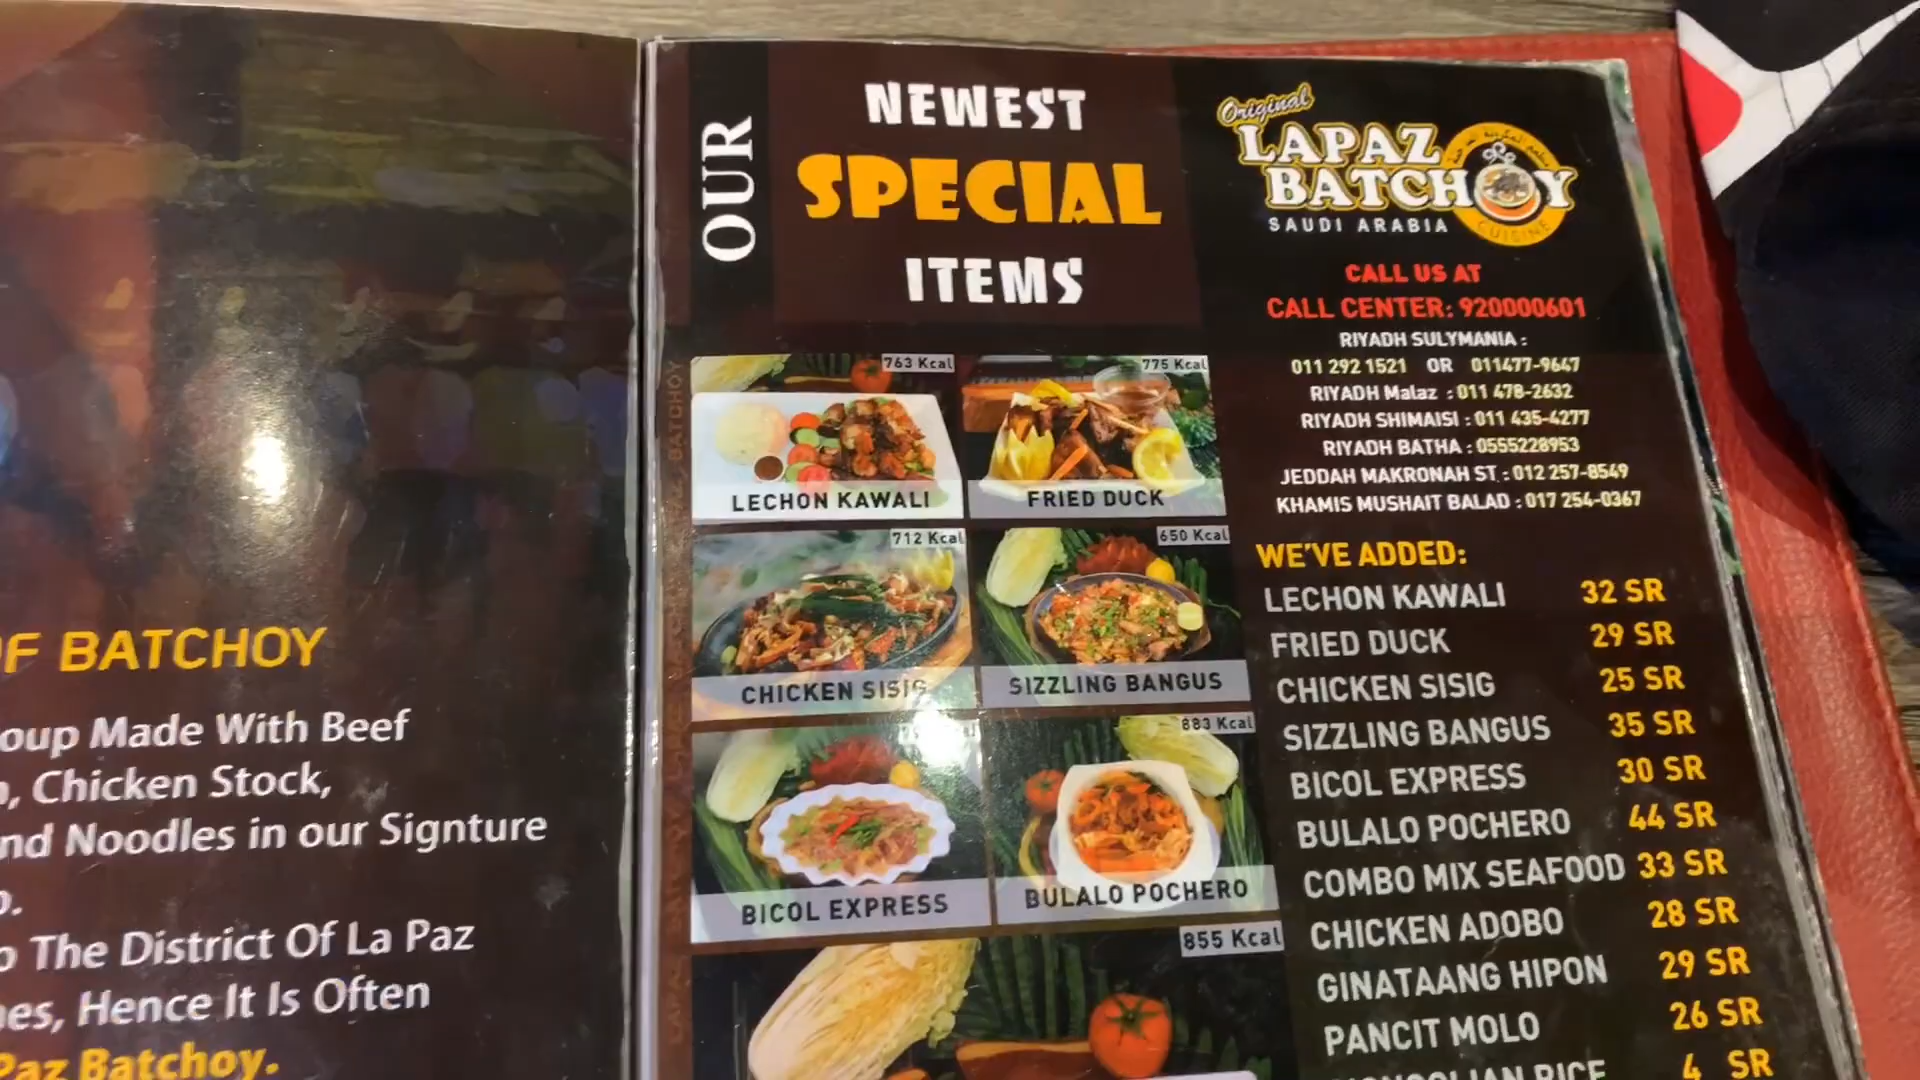 OF BATCHOY
oup Made With Beef
, Chicken Stock,
nd Noodles in our Signture
o The District Of La Paz
es, Hence It Is Often
Paz Batchoy.
OUR
NEWEST
SPECIAL
ITEMS
763 Kcal
LECHON KAWALI
775 Kcal
FRIED DUCK
712 Kcal
CHICKEN SISIG
650 Kcal
SIZZLING BANGUS
BICOL EXPRESS
883 Kcal
BULALO POCHERO
855 Kcal
Original
LAPAZ
BATCHOY
SAUDI ARABIA
CUISINE
CALL US AT
CALL CENTER: 920000601
RIYADH SULYMANIA :
011 292 1521 OR 011477-9647
RIYADH Malaz : 011 478-2632
RIYADH SHIMAISI : 011 435-4277
RIYADH BATHA : 0555228953
JEDDAH MAKRONAH ST. : 012 257-8549
KHAMIS MUSHAIT BALAD : 017 254-0367
WE'VE ADDED:
LECHON KAWALI 32 SR
FRIED DUCK 29 SR
CHICKEN SISIG 25 SR
SIZZLING BANGUS 35 SR
BICOL EXPRESS 30 SR
BULALO POCHERO 44 SR
COMBO MIX SEAFOOD 33 SR
CHICKEN ADOBO 28 SR
GINATAANG HIPON 29 SR
PANCIT MOLO 26 SR
MONGOLIAN RICE 4 SR